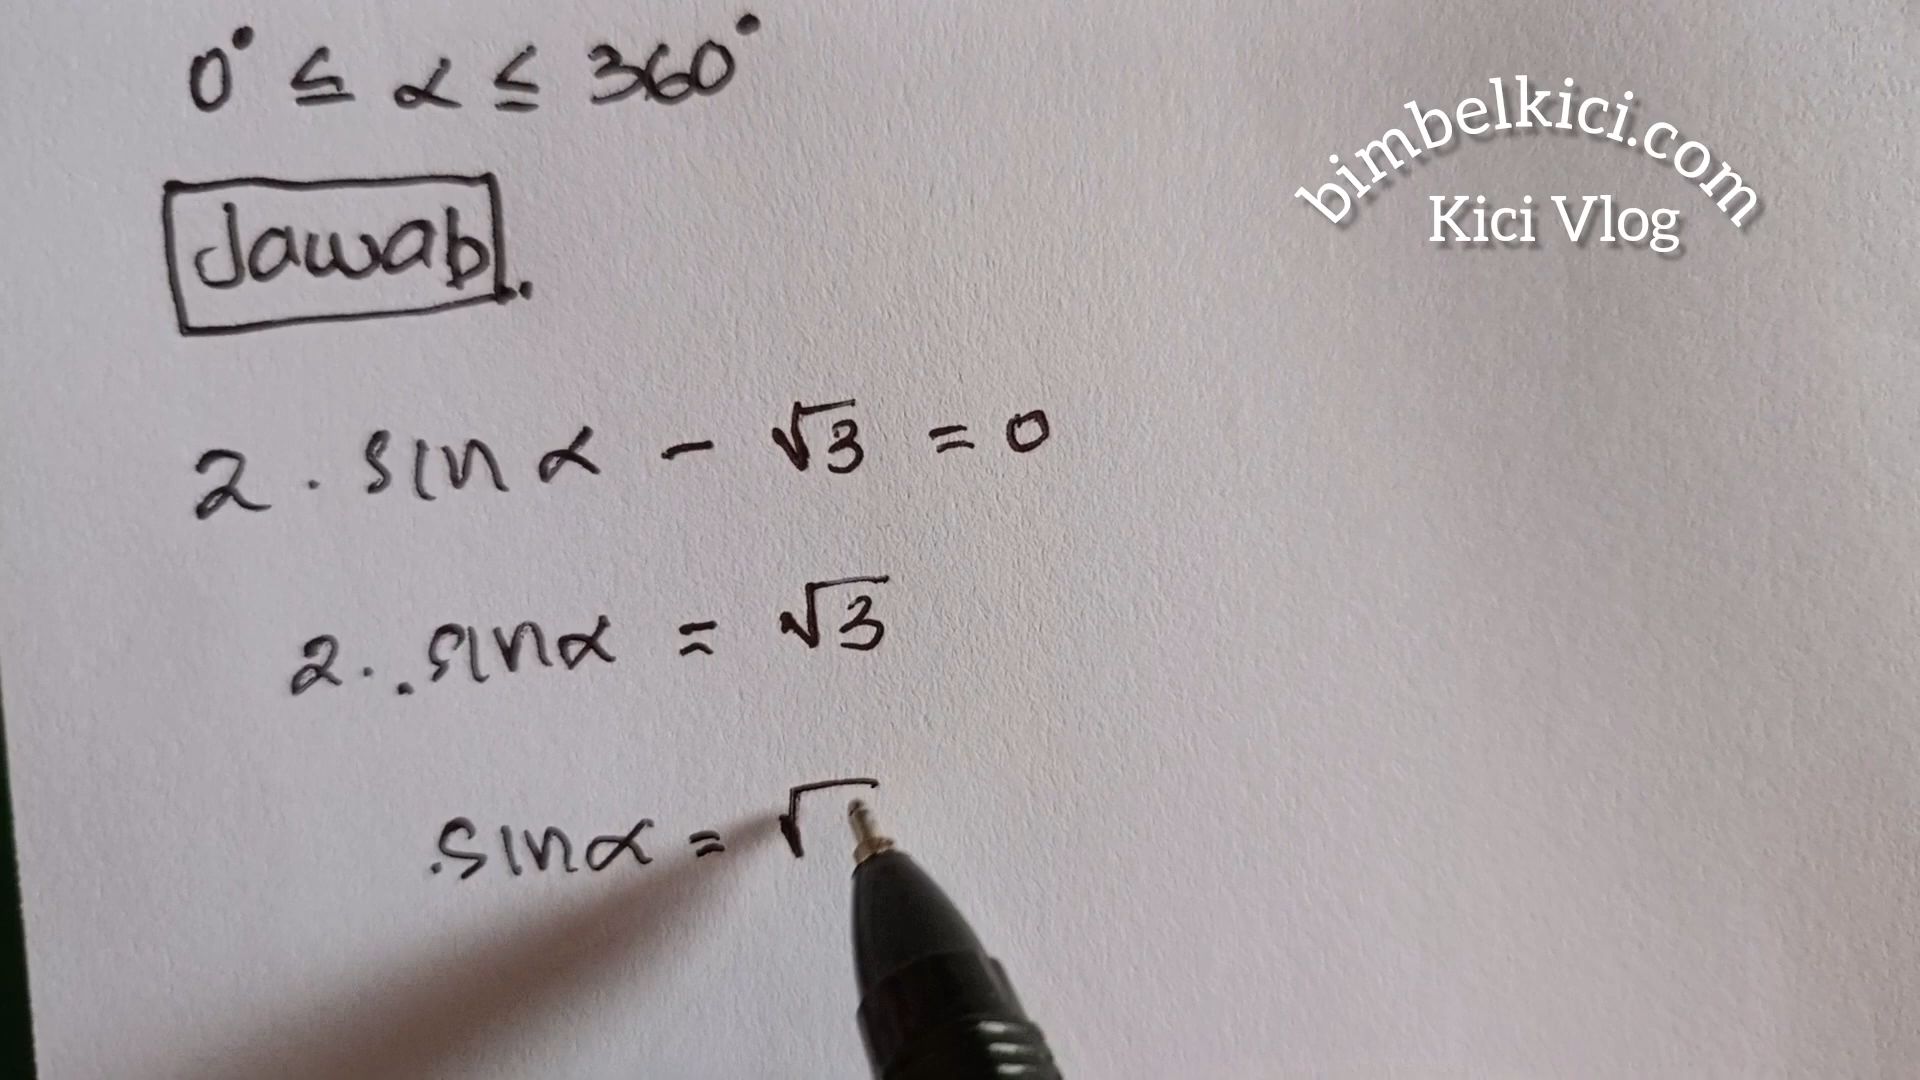 0° ≤ α ≤ 360°
bimbelkici.com
Kici Vlog
Jawab.
2 . sin α - √3 = 0
2 . sin α = √3
sin α = √